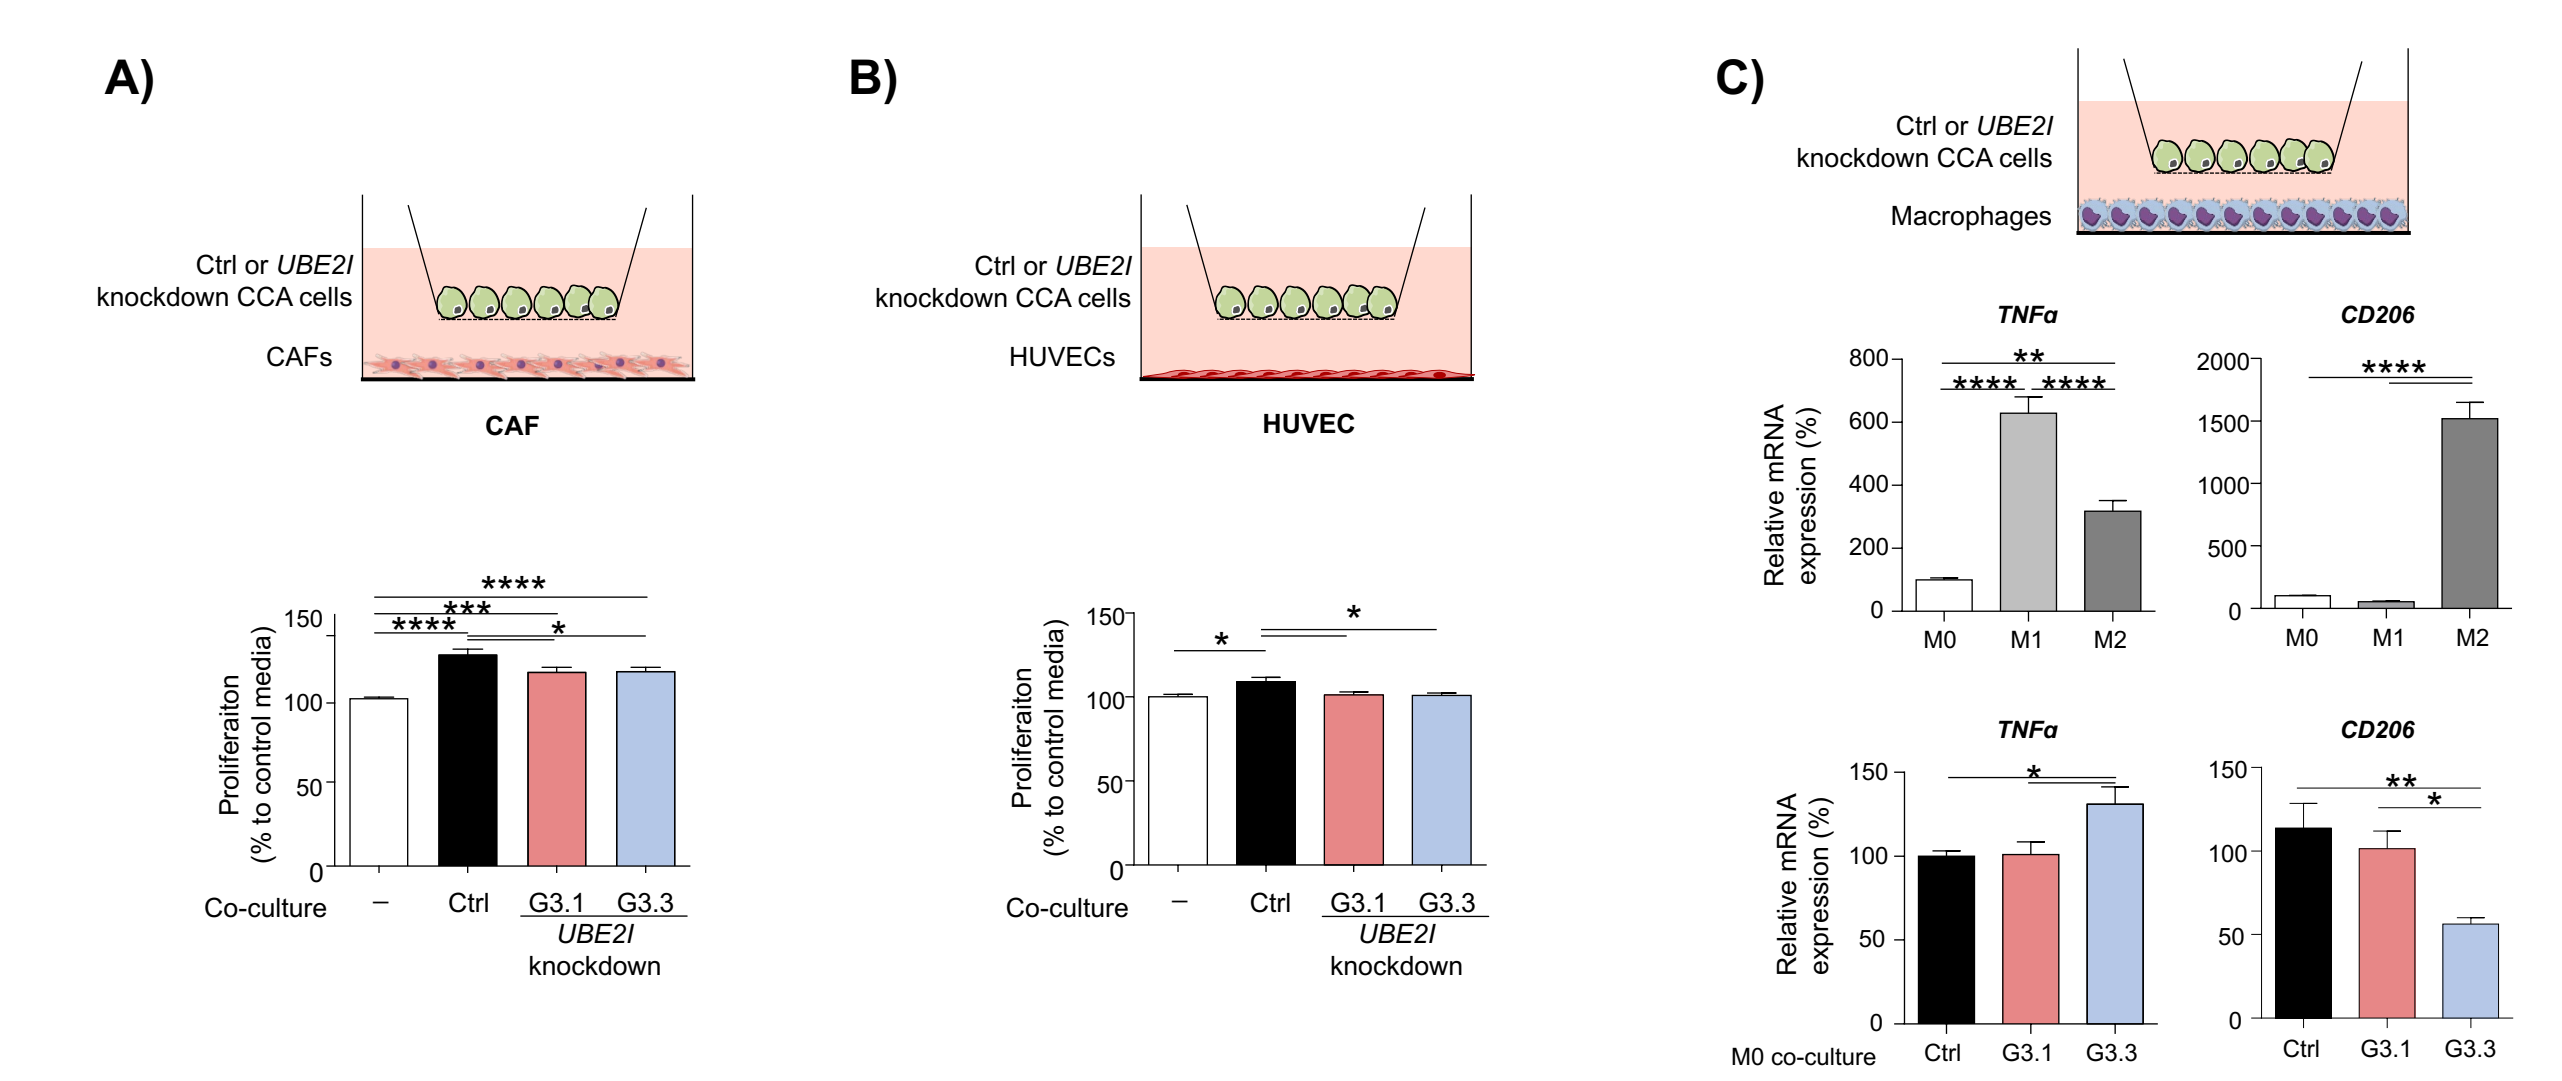 A)
Ctrl or UBE2I
knockdown CCA cells
CAFs
CAF
****
***
****
*
Proliferaiton
(% to control media)
150
100
50
0
Co-culture
–
Ctrl
G3.1
G3.3
UBE2I
knockdown
B)
Ctrl or UBE2I
knockdown CCA cells
HUVECs
HUVEC
*
*
Proliferaiton
(% to control media)
150
100
50
0
Co-culture
–
Ctrl
G3.1
G3.3
UBE2I
knockdown
C)
Ctrl or UBE2I
knockdown CCA cells
Macrophages
TNFα
Relative mRNA
expression (%)
800
600
400
200
0
**
****
****
M0
M1
M2
CD206
2000
1500
1000
500
0
****
M0
M1
M2
TNFα
Relative mRNA
expression (%)
150
100
50
0
*
M0 co-culture
Ctrl
G3.1
G3.3
CD206
150
100
50
0
**
*
Ctrl
G3.1
G3.3